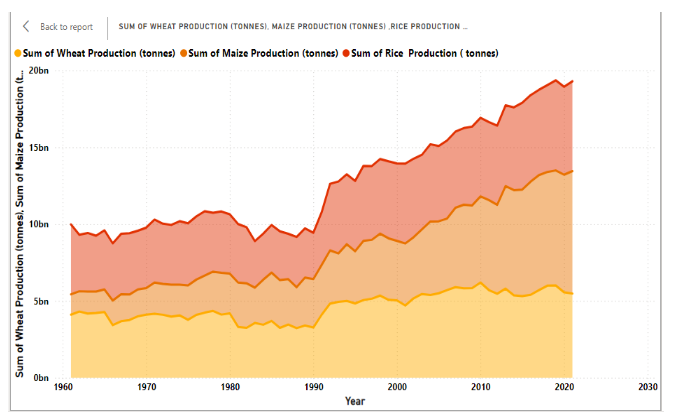 Back to report
SUM OF WHEAT PRODUCTION (TONNES), MAIZE PRODUCTION (TONNES) ,RICE PRODUCTION ...
Sum of Wheat Production (tonnes) Sum of Maize Production (tonnes) Sum of Rice Production ( tonnes)
Sum of Wheat Production (tonnes), Sum of Maize Production (t...
20bn
15bn
10bn
5bn
0bn
1960 1970 1980 1990 2000 2010 2020 2030
Year